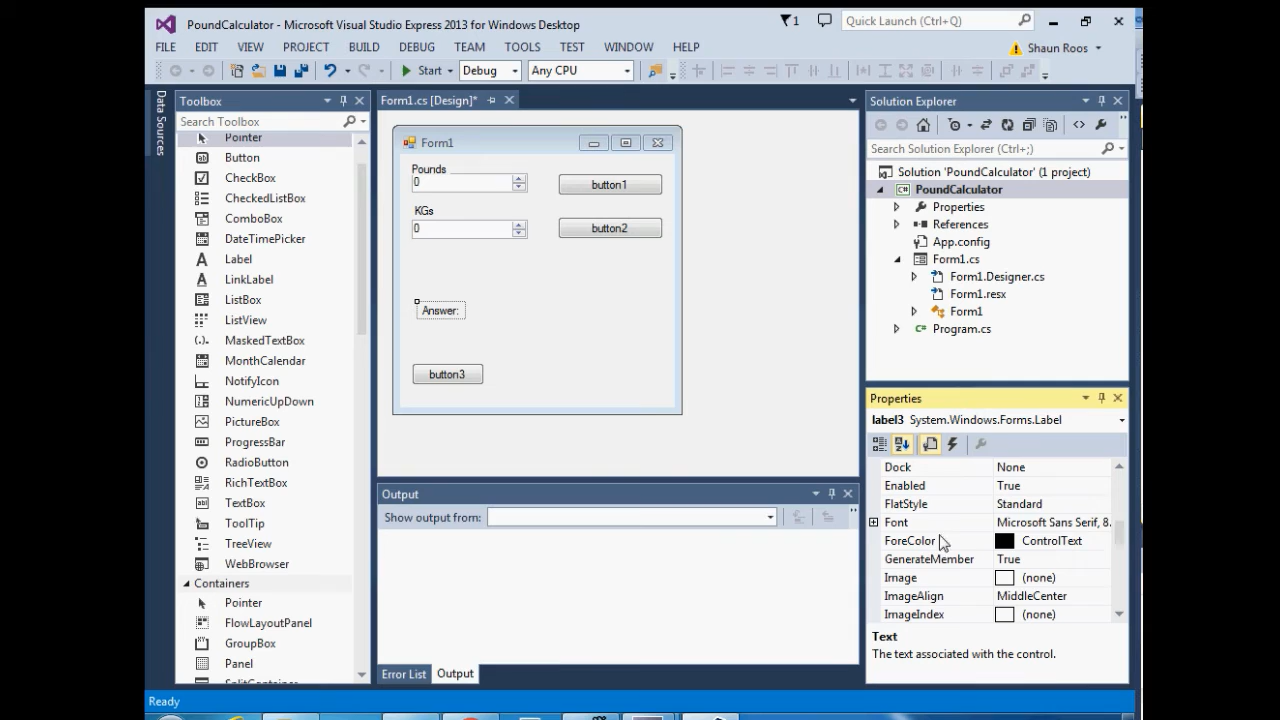 PoundCalculator - Microsoft Visual Studio Express 2013 for Windows Desktop
1
Quick Launch (Ctrl+Q)
FILE EDIT VIEW PROJECT BUILD DEBUG TEAM TOOLS TEST WINDOW HELP
Shaun Roos
Start Debug Any CPU
Data Sources
Toolbox
Search Toolbox
Pointer
Button
CheckBox
CheckedListBox
ComboBox
DateTimePicker
Label
LinkLabel
ListBox
ListView
MaskedTextBox
MonthCalendar
NotifyIcon
NumericUpDown
PictureBox
ProgressBar
RadioButton
RichTextBox
TextBox
ToolTip
TreeView
WebBrowser
Containers
Pointer
FlowLayoutPanel
GroupBox
Panel
Form1.cs [Design]*
Form1
Pounds
0
button1
KGs
0
button2
Answer:
button3
Output
Show output from:
Error List Output
Solution Explorer
Search Solution Explorer (Ctrl+;)
Solution 'PoundCalculator' (1 project)
PoundCalculator
Properties
References
App.config
Form1.cs
Form1.Designer.cs
Form1.resx
Form1
Program.cs
Properties
label3 System.Windows.Forms.Label
Dock None
Enabled True
FlatStyle Standard
Font Microsoft Sans Serif, 8.
ForeColor ControlText
GenerateMember True
Image (none)
ImageAlign MiddleCenter
ImageIndex (none)
Text
The text associated with the control.
Ready